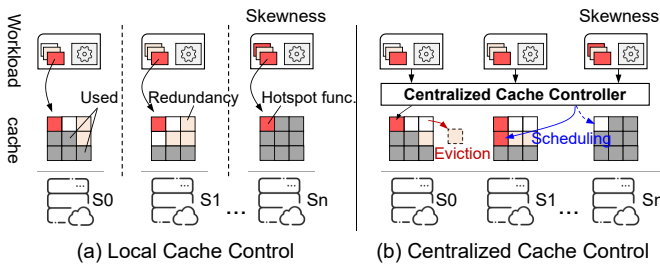 Skewness
Skewness
Workload
Centralized Cache Controller
Used
Redundancy
Hotspot func.
cache
Eviction
Scheduling
S0
S1
...
Sn
S0
S1
...
Sn
(a) Local Cache Control
(b) Centralized Cache Control